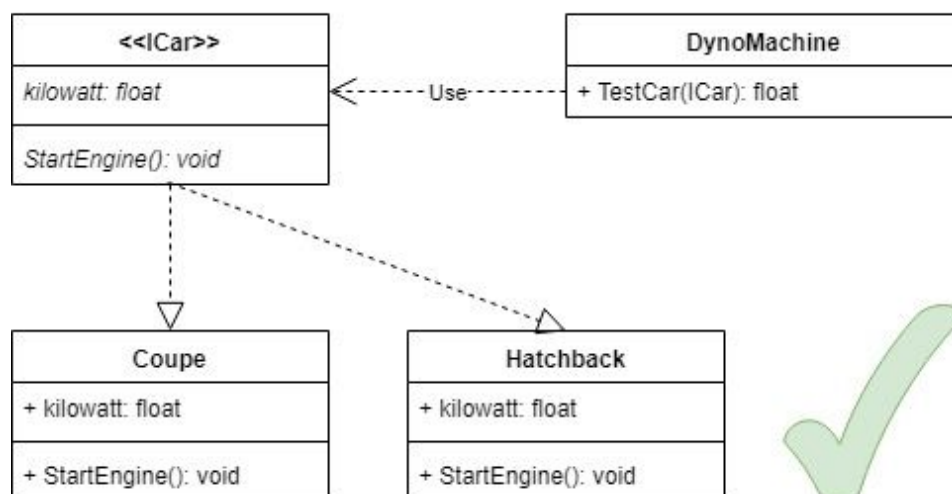 <<ICar>>
kilowatt: float
StartEngine(): void
DynoMachine
+ TestCar(ICar): float
Use
Coupe
+ kilowatt: float
+ StartEngine(): void
Hatchback
+ kilowatt: float
+ StartEngine(): void